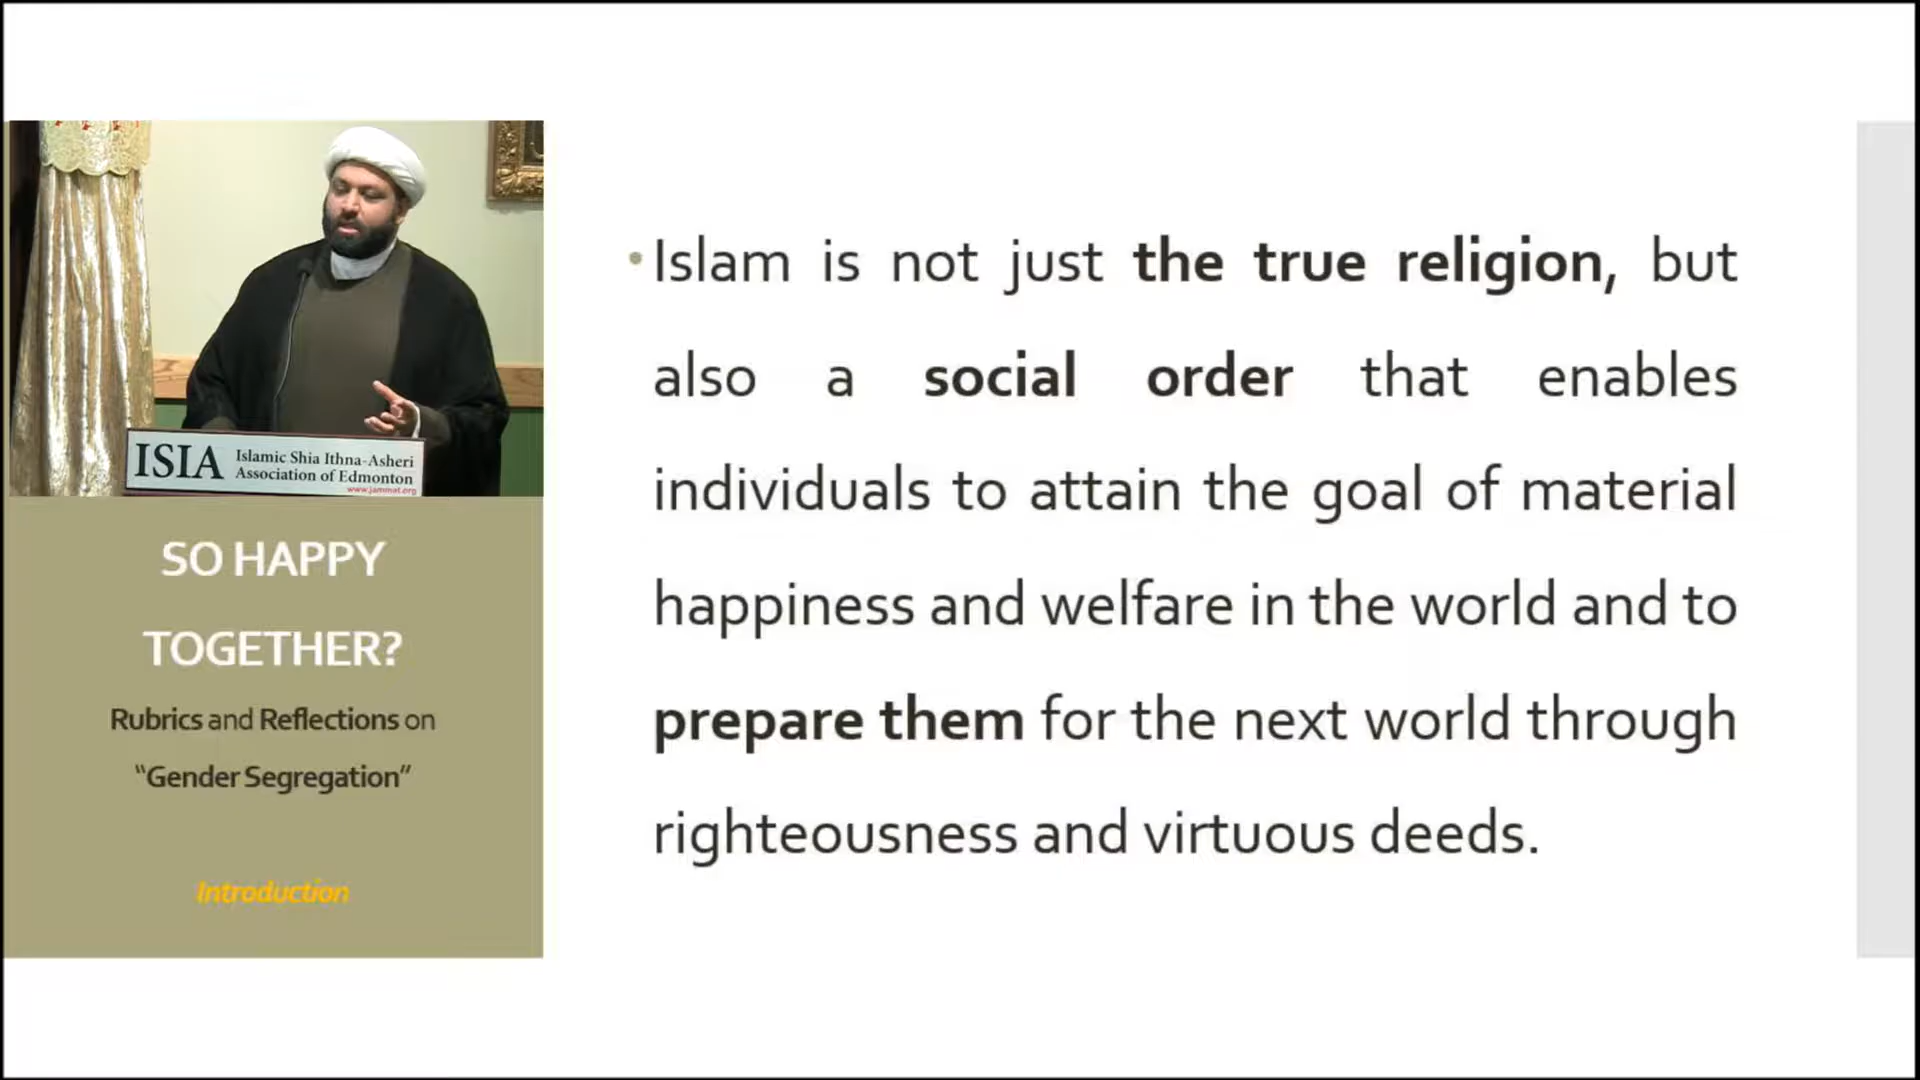 ISIA
Islamic Shia Ithna-Asheri
Association of Edmonton
www.jammat.org
SO HAPPY
TOGETHER?
Rubrics and Reflections on
“Gender Segregation”
Introduction
• Islam is not just the true religion, but
also a social order that enables
individuals to attain the goal of material
happiness and welfare in the world and to
prepare them for the next world through
righteousness and virtuous deeds.